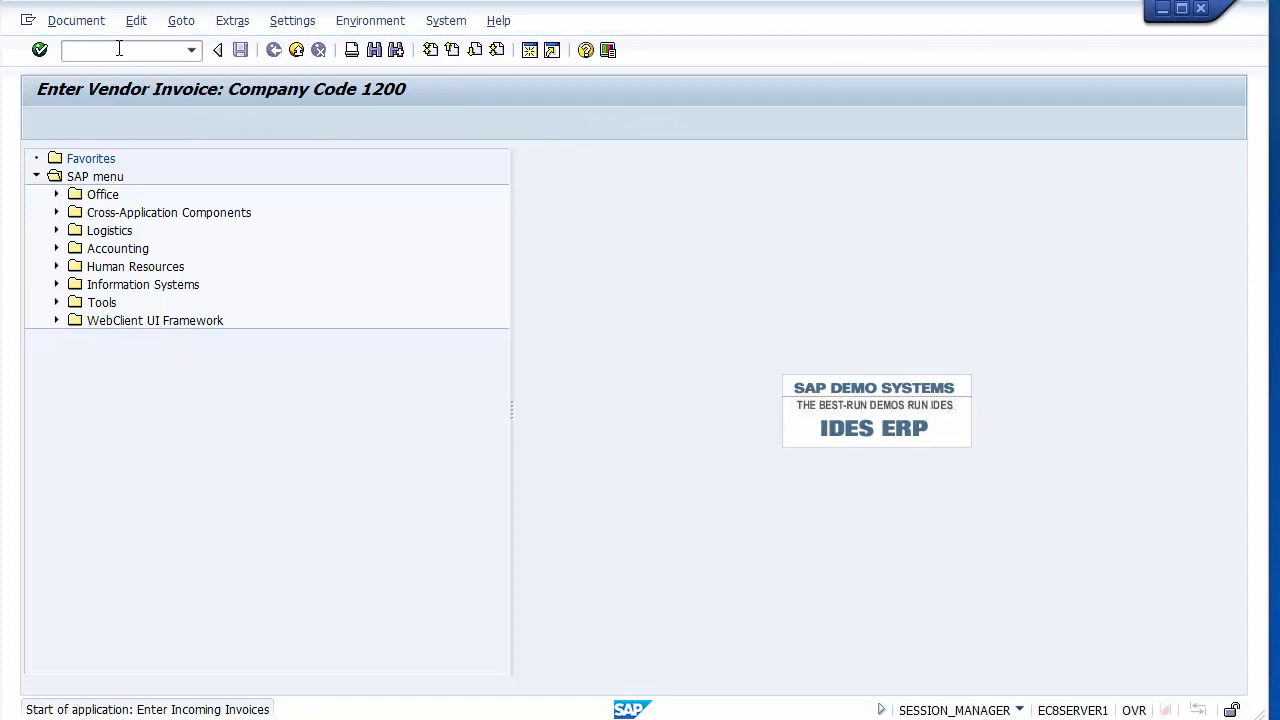 Document Edit Goto Extras Settings Environment System Help
Enter Vendor Invoice: Company Code 1200
Favorites
SAP menu
Office
Cross-Application Components
Logistics
Accounting
Human Resources
Information Systems
Tools
WebClient UI Framework
SAP DEMO SYSTEMS
THE BEST-RUN DEMOS RUN IDES
IDES ERP
Start of application: Enter Incoming Invoices SAP SESSION_MANAGER ECSERVER1 OVR